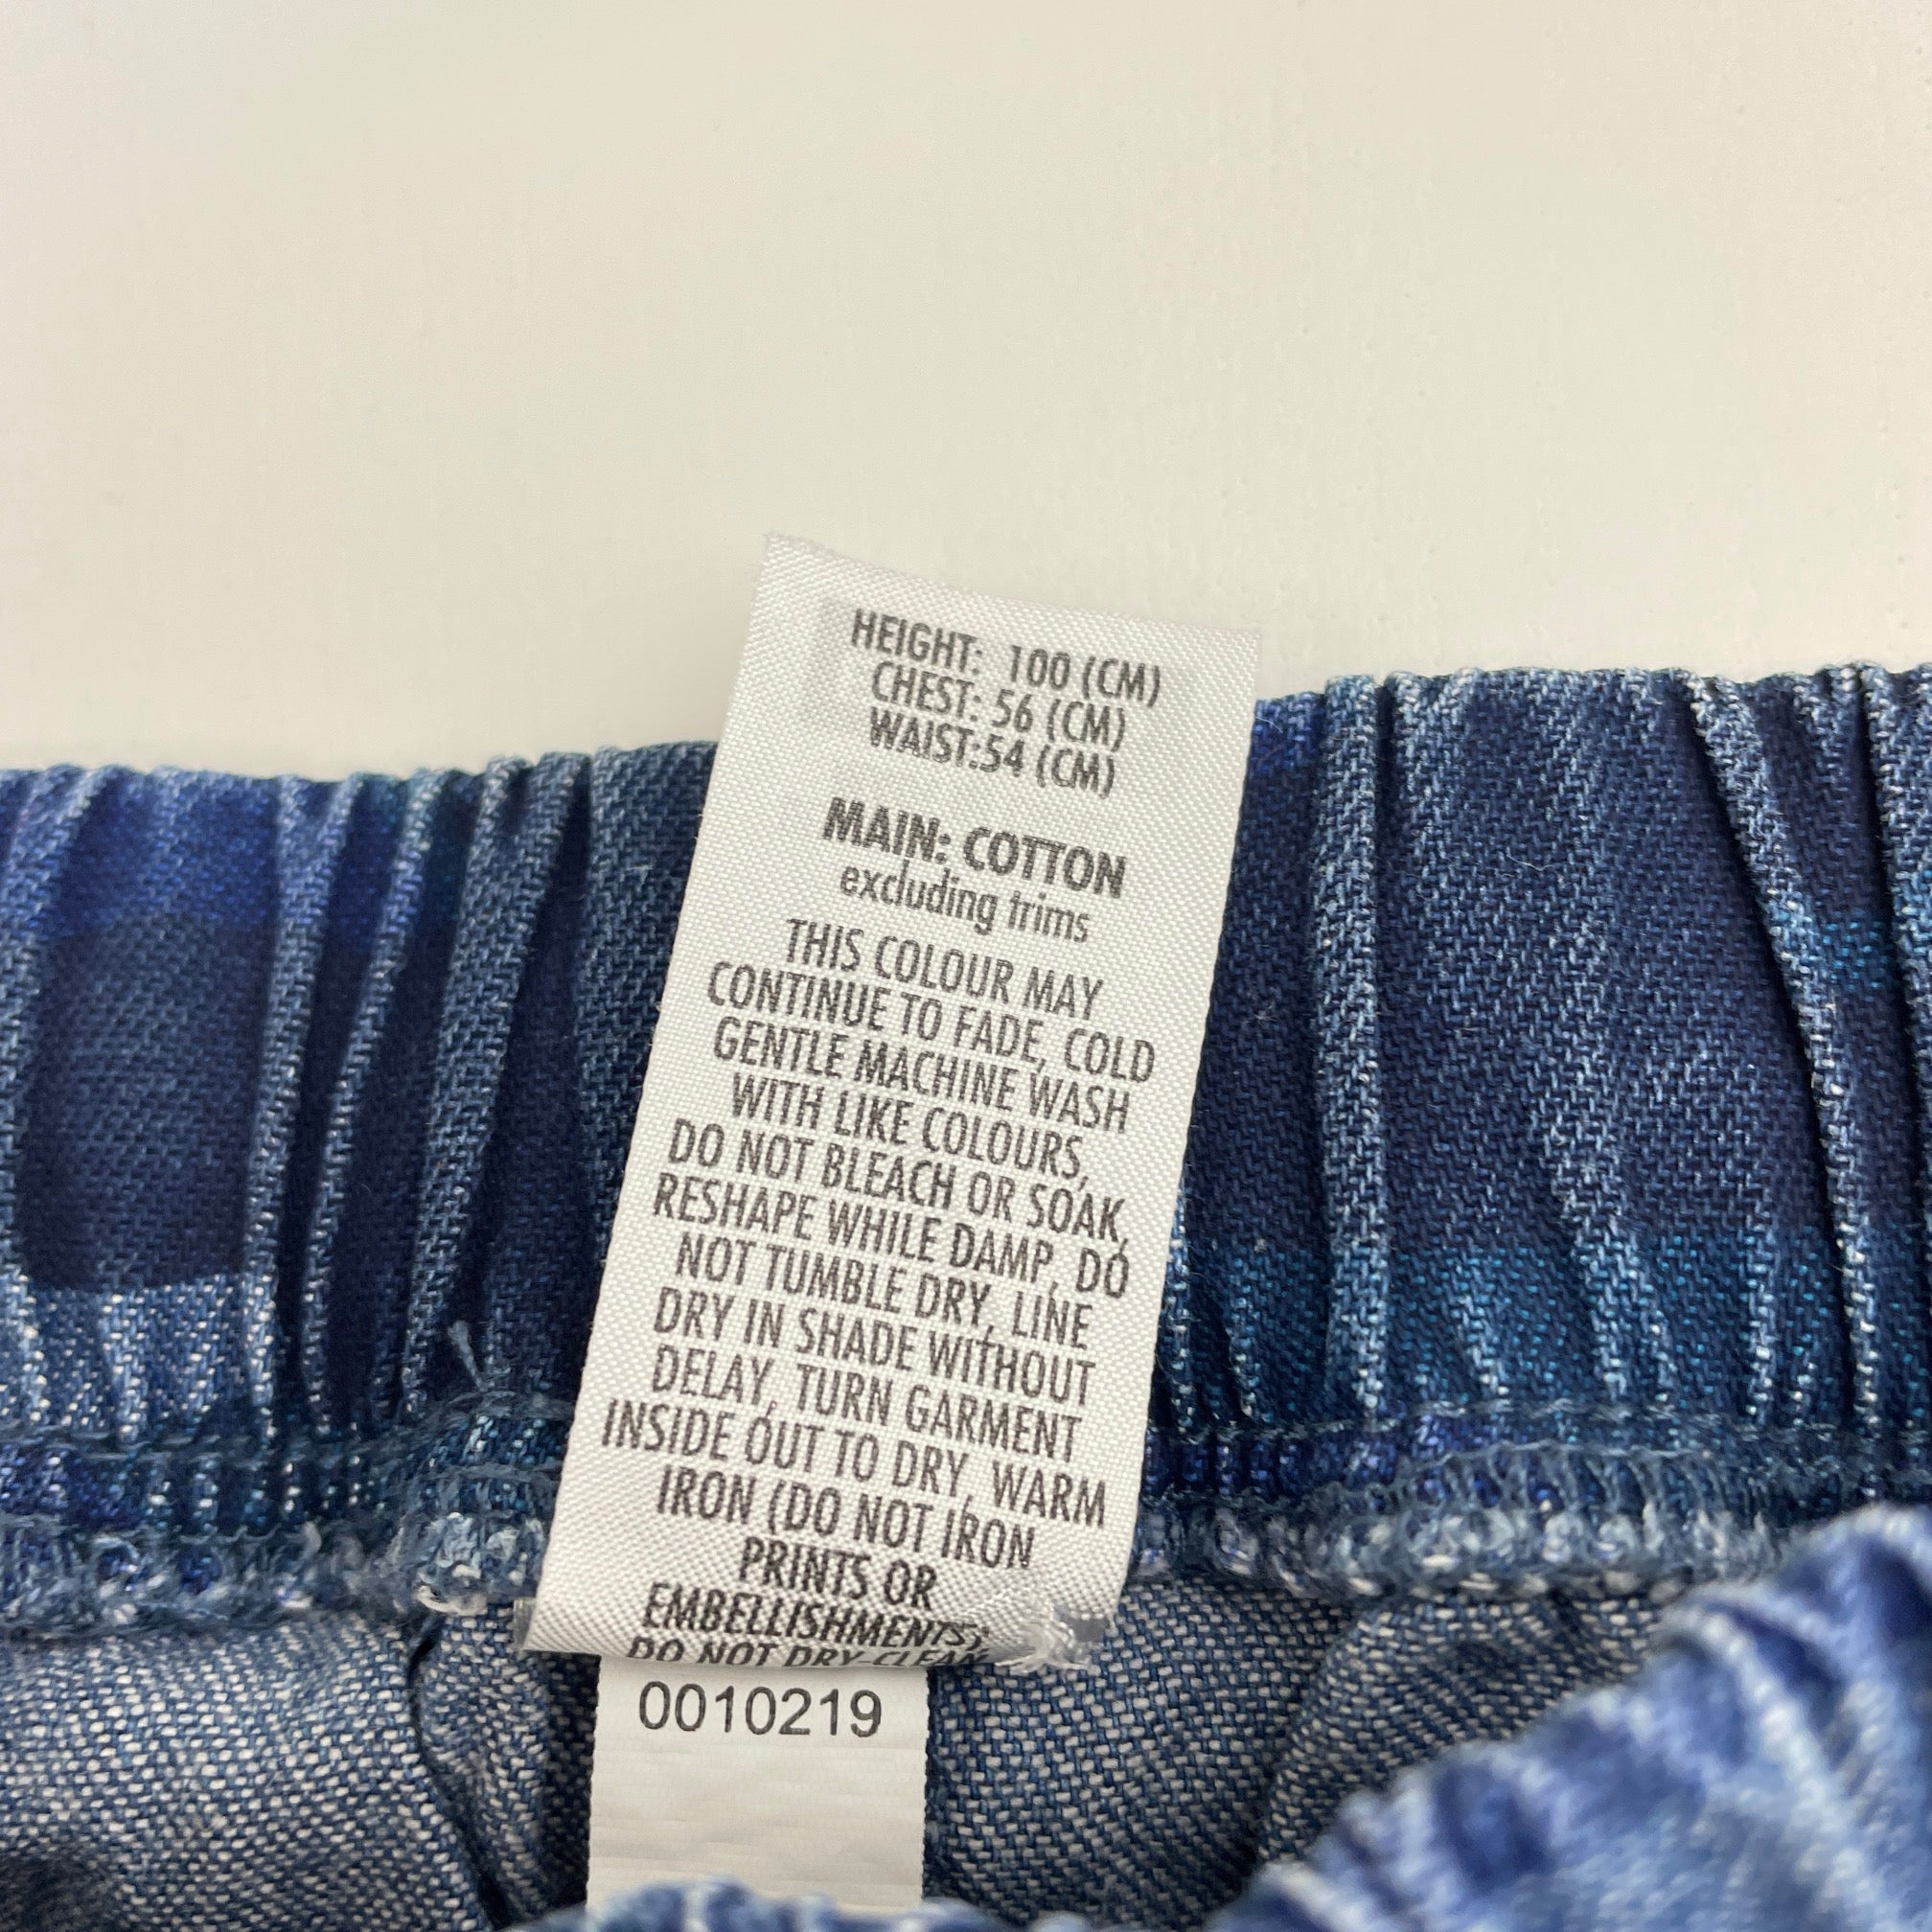 HEIGHT: 100 (CM)
CHEST: 56 (CM)
WAIST:54 (CM)
MAIN: COTTON
excluding trims
THIS COLOUR MAY
CONTINUE TO FADE, COLD
GENTLE MACHINE WASH
WITH LIKE COLOURS,
DO NOT BLEACH OR SOAK,
RESHAPE WHILE DAMP, DO
NOT TUMBLE DRY, LINE
DRY IN SHADE WITHOUT
DELAY, TURN GARMENT
INSIDE OUT TO DRY, WARM
IRON (DO NOT IRON
PRINTS OR
EMBELLISHMENTS),
DO NOT DRY-CLEAN
0010219